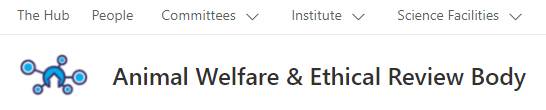 The Hub People Committees Institute Science Facilities
Animal Welfare & Ethical Review Body